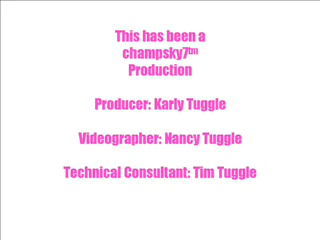 This has been a
champsky7tm
Production
Producer: Karly Tuggle
Videographer: Nancy Tuggle
Technical Consultant: Tim Tuggle